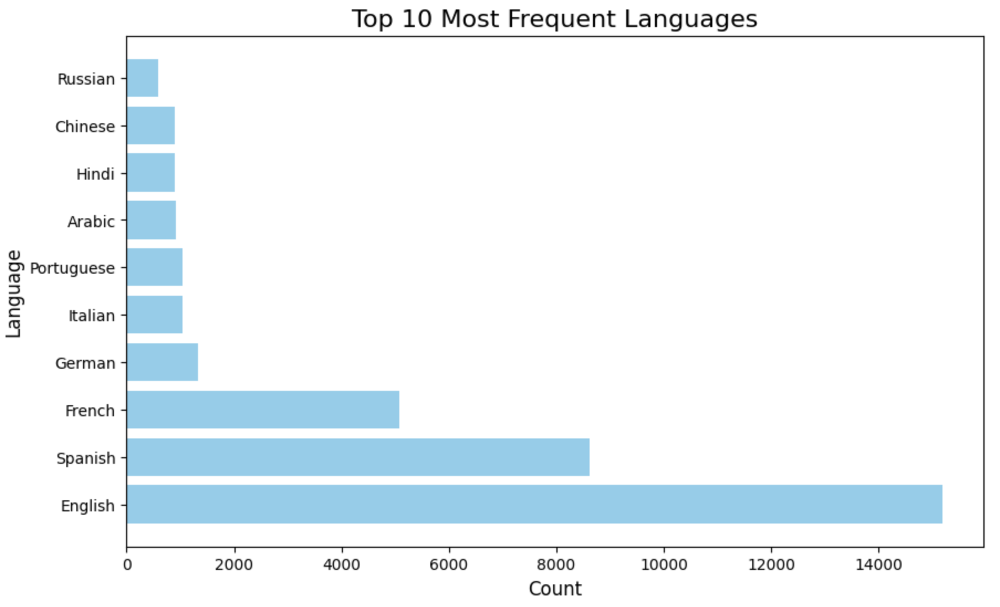 Top 10 Most Frequent Languages
Russian
Chinese
Hindi
Arabic
Portuguese
Italian
German
French
Spanish
English
Language
0 2000 4000 6000 8000 10000 12000 14000
Count